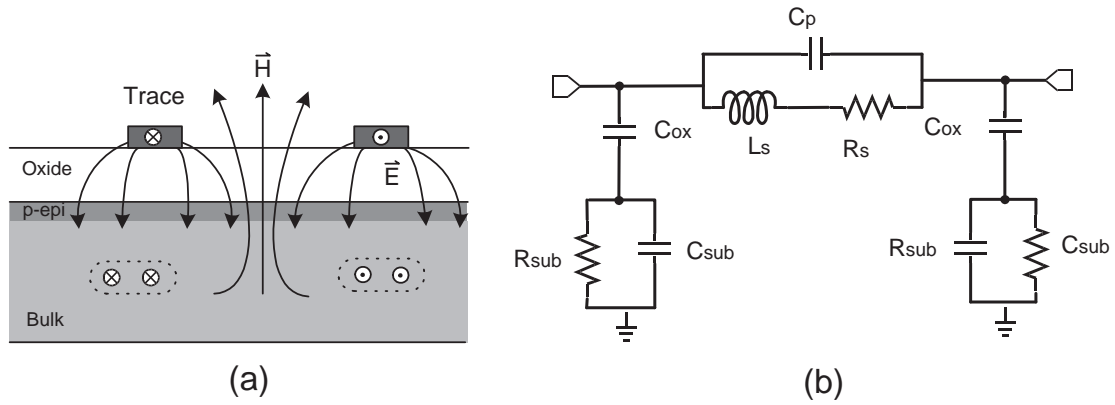 H
Trace
Oxide
E
p-epi
Bulk
(a)
Cp
Cox
Ls
Rs
Cox
Rsub
Csub
Rsub
Csub
(b)